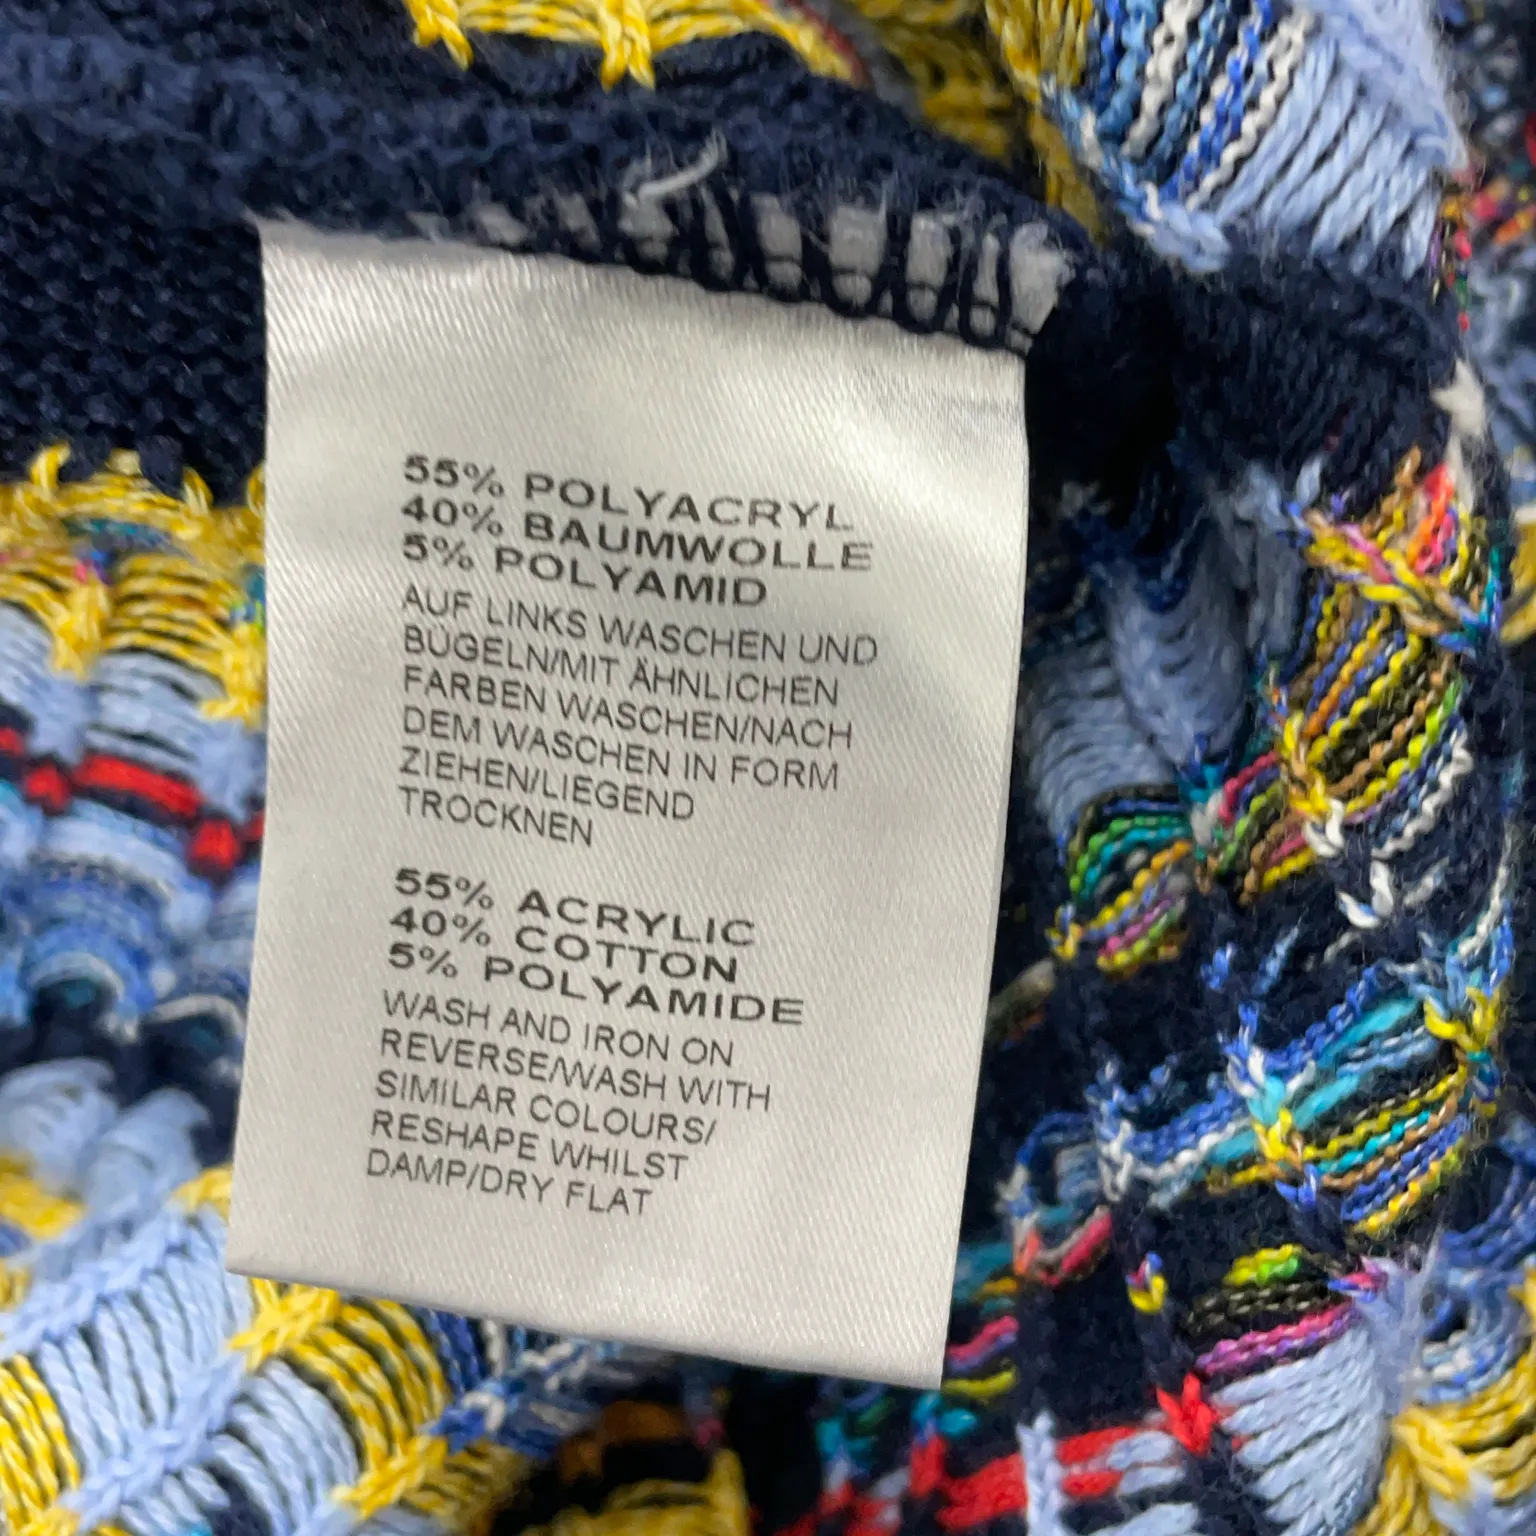 55% POLYACRYL
40% BAUMWOLLE
5% POLYAMID
AUF LINKS WASCHEN UND
BÜGELN/MIT ÄHNLICHEN
FARBEN WASCHEN/NACH
DEM WASCHEN IN FORM
ZIEHEN/LIEGEND
TROCKNEN
55% ACRYLIC
40% COTTON
5% POLYAMIDE
WASH AND IRON ON
REVERSE/WASH WITH
SIMILAR COLOURS/
RESHAPE WHILST
DAMP/DRY FLAT